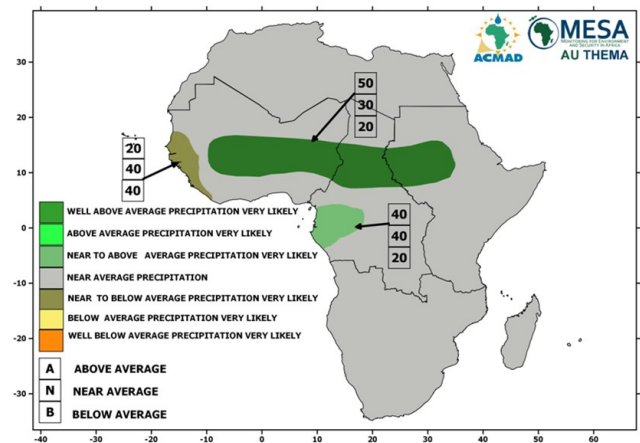 ACMAD
MESA
MONITORING FOR ENVIRONMENT
AND SECURITY IN AFRICA
AU THEMA
30
20
10
0
-10
-20
-30
50
30
20
20
40
40
40
40
20
WELL ABOVE AVERAGE PRECIPITATION VERY LIKELY
ABOVE AVERAGE PRECIPITATION VERY LIKELY
NEAR TO ABOVE AVERAGE PRECIPITATION VERY LIKELY
NEAR AVERAGE PRECIPITATION
NEAR TO BELOW AVERAGE PRECIPITATION VERY LIKELY
BELOW AVERAGE PRECIPITATION VERY LIKELY
WELL BELOW AVERAGE PRECIPITATION VERY LIKELY
A ABOVE AVERAGE
N NEAR AVERAGE
B BELOW AVERAGE
-40 -30 -20 -10 0 10 20 30 40 50 60